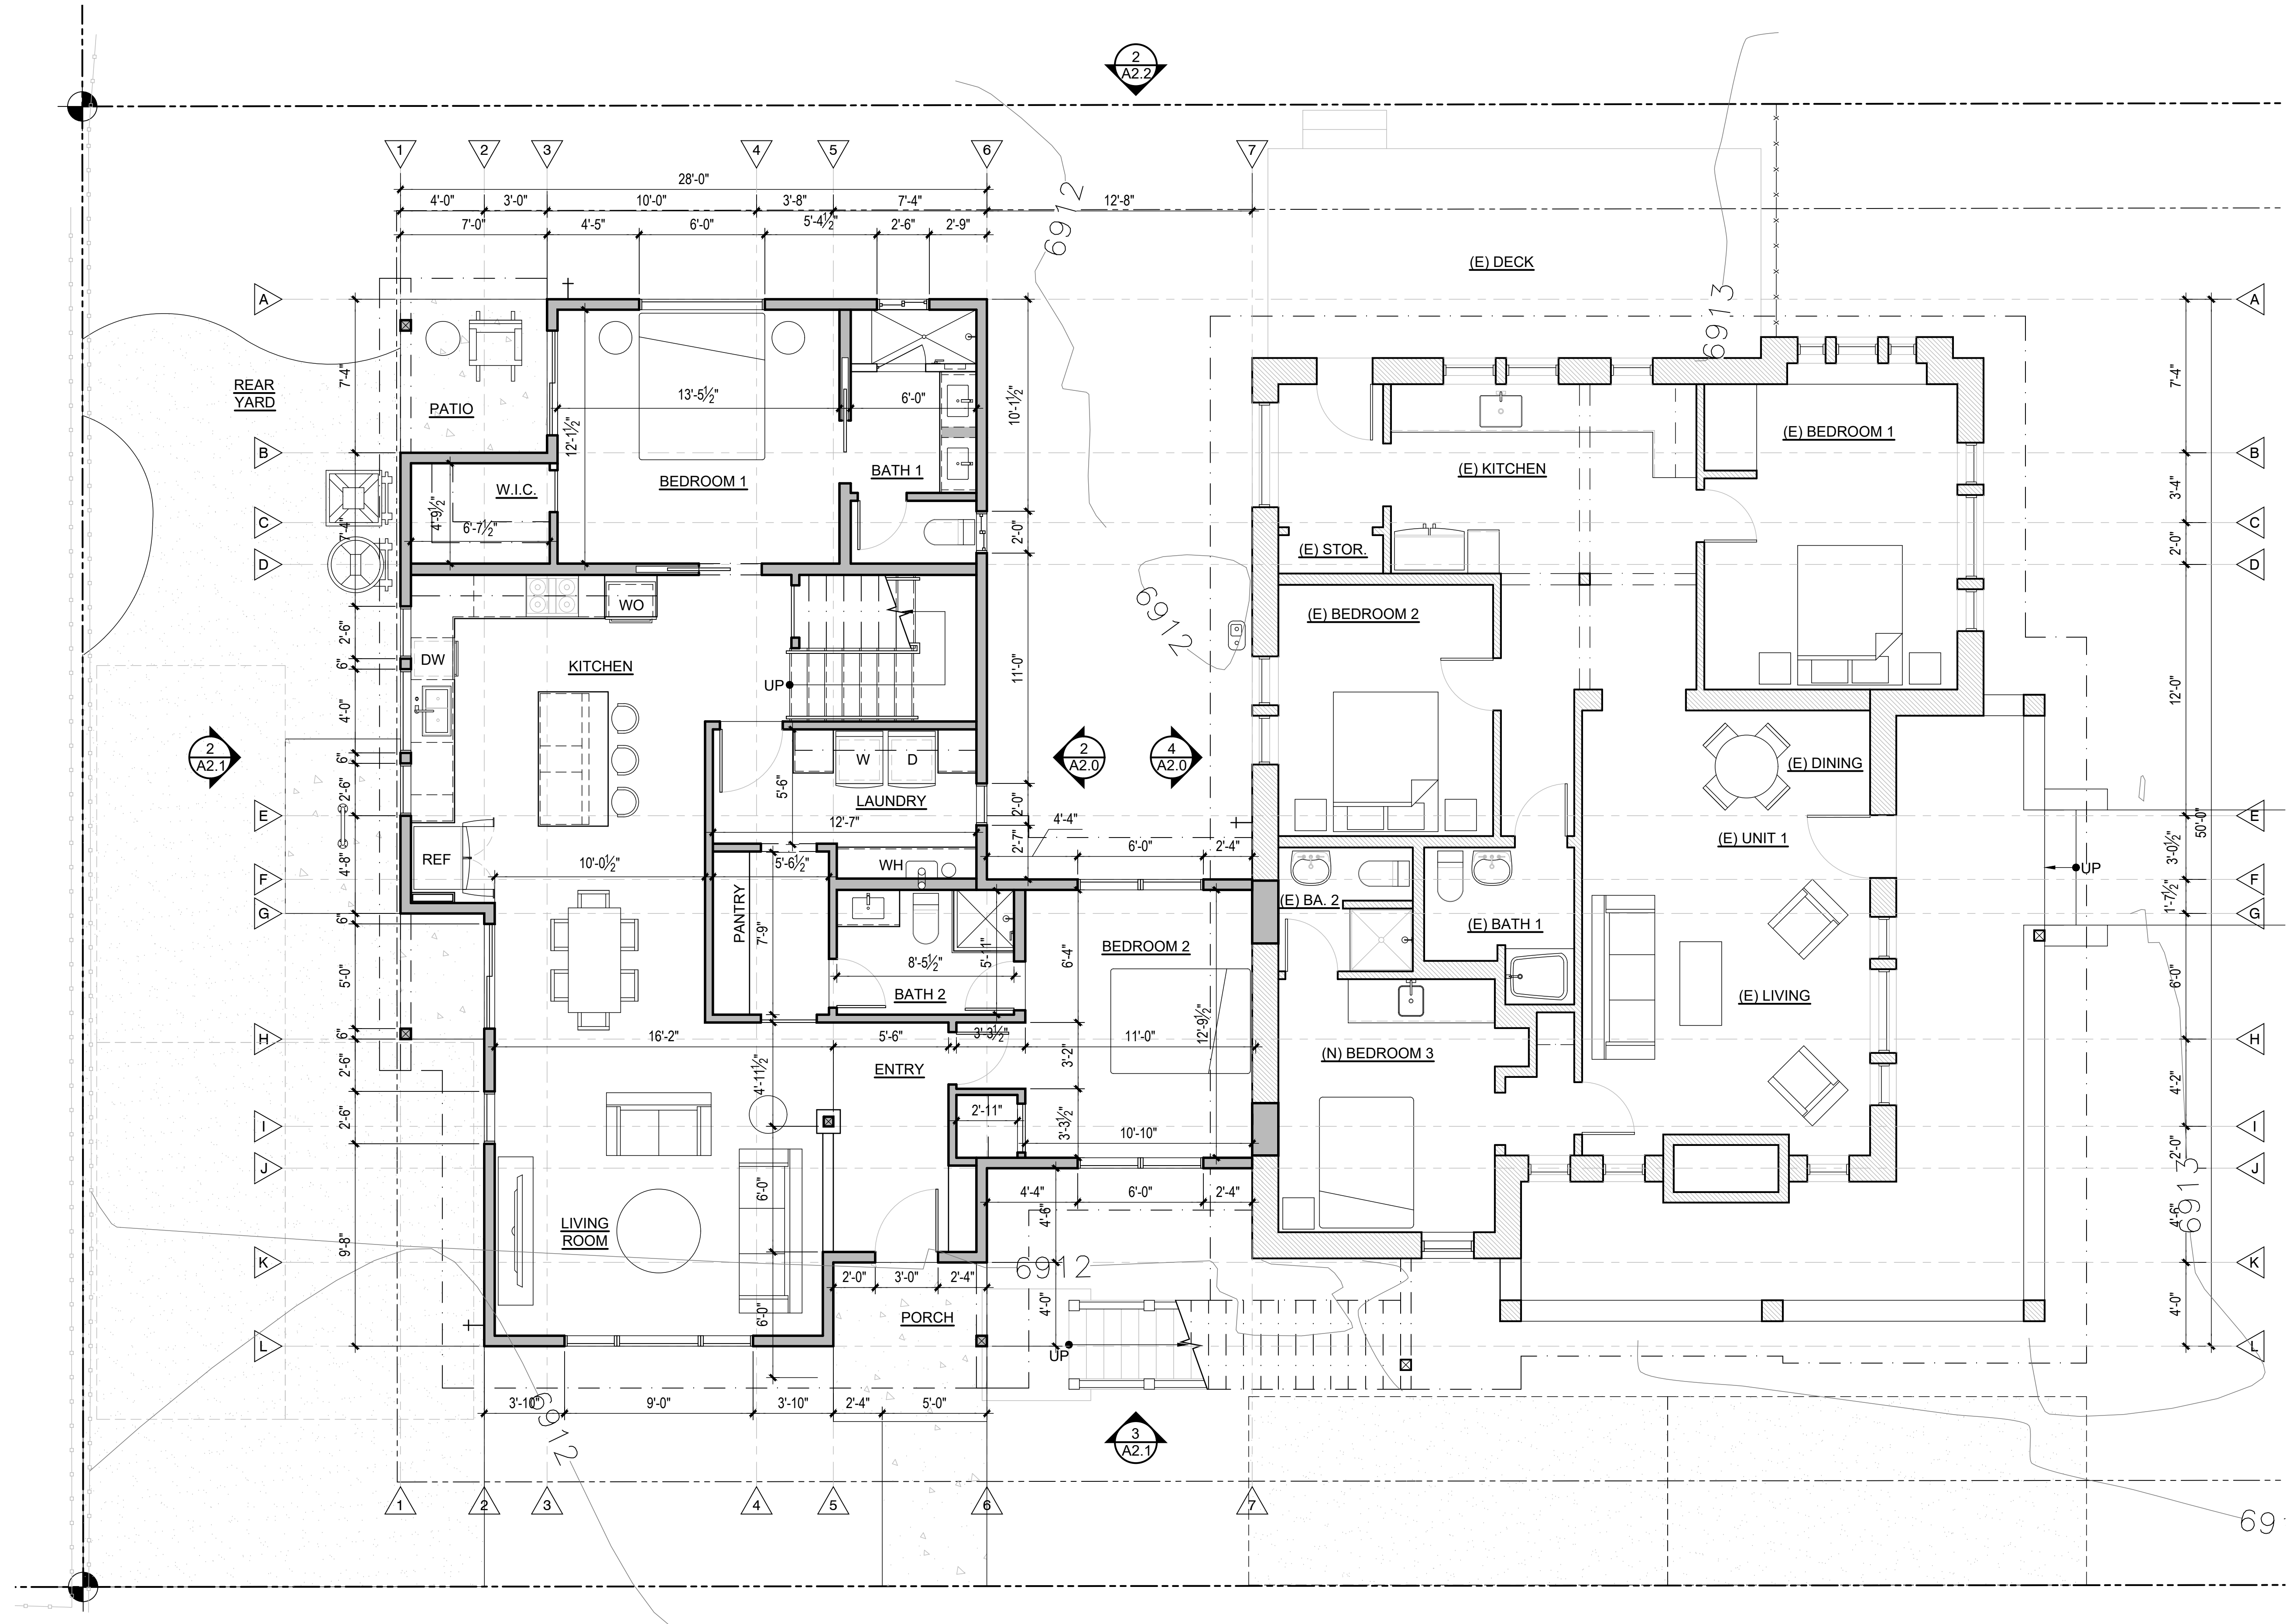 2
A2.2
1
2
3
4
5
6
7
28'-0"
4'-0"
3'-0"
10'-0"
3'-8"
7'-4"
12'-8"
7'-0"
4'-5"
6'-0"
5'-4½"
2'-6"
2'-9"
6912
(E) DECK
6913
A
A
REAR
YARD
7'-4"
PATIO
13'-5½"
6'-0"
12'-1½"
10'-1½"
7'-4"
(E) BEDROOM 1
B
B
W.I.C.
BEDROOM 1
BATH 1
(E) KITCHEN
4'-9½"
6'-7½"
7'-4"
3'-4"
C
C
2'-0"
2'-0"
(E) STOR.
D
D
WO
6912
(E) BEDROOM 2
2'-6"
6"
DW
KITCHEN
UP
11'-0"
12'-0"
4'-0"
6"
2
A2.1
2
A2.0
4
A2.0
W
D
(E) DINING
2'-6"
5'-6"
LAUNDRY
2'-0"
E
E
12'-7"
4'-4"
2'-7"
6'-0"
2'-4"
(E) UNIT 1
50'-0"
3'-0½"
REF
4'-8"
10'-0½"
5'-6½"
WH
UP
F
F
PANTRY
(E) BA. 2
1'-7½"
G
G
6"
7'-9"
(E) BATH 1
5'-0"
8'-5½"
5'-11"
6'-4"
BEDROOM 2
BATH 2
(E) LIVING
6'-0"
12'-9½"
H
H
6"
16'-2"
5'-6"
3'-3½"
11'-0"
2'-6"
4'-11½"
ENTRY
3'-2"
(N) BEDROOM 3
4'-2"
2'-6"
2'-11"
3'-3½"
10'-10"
I
I
2'-0"
J
J
6'-0"
4'-4"
6'-0"
2'-4"
4'-6"
4'-6"
6913
LIVING
ROOM
9'-8"
K
K
6912
2'-0"
3'-0"
2'-4"
4'-0"
4'-0"
6'-0"
PORCH
L
L
UP
3'-10"
9'-0"
3'-10"
2'-4"
5'-0"
6912
3
A2.1
1
2
3
4
5
6
7
69